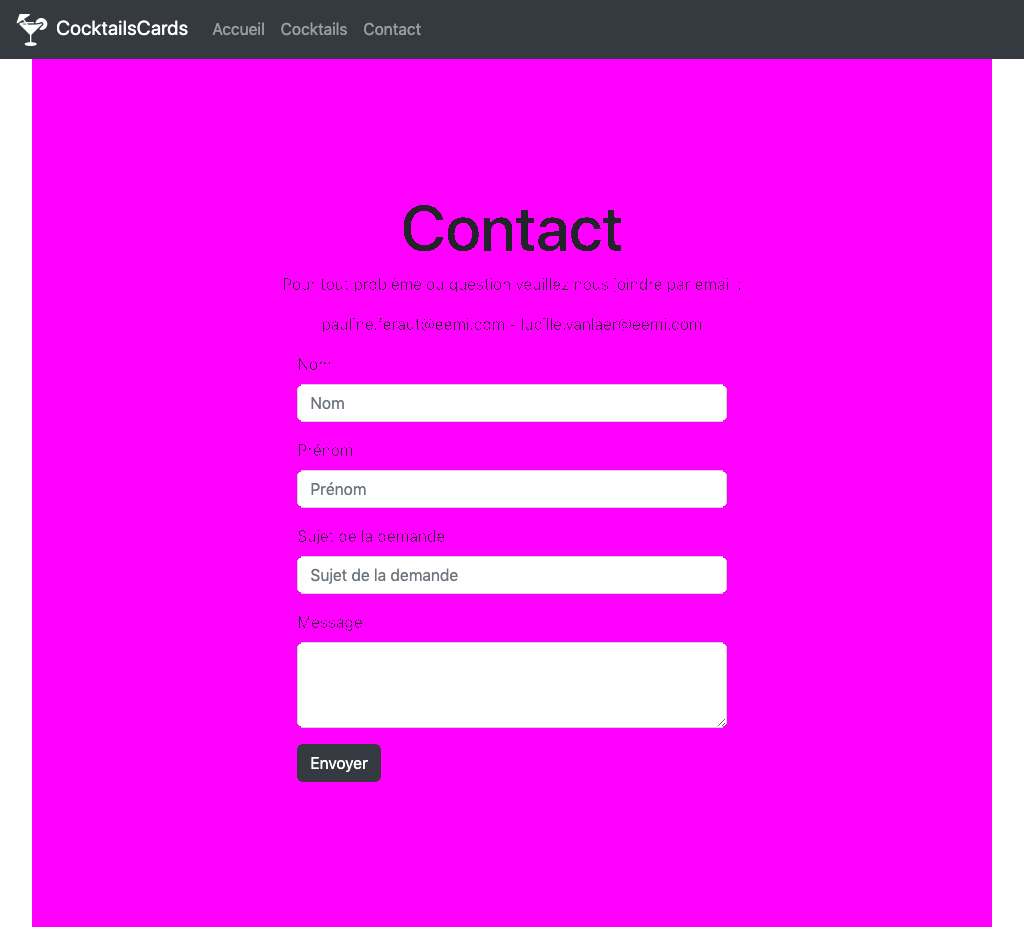 CocktailsCards Accueil Cocktails Contact
Contact
Pour tout problème ou question veuillez nous joindre par email :
pauline.feraut@eemi.com - lucille.vanlaer@eemi.com
Nom
Nom
Prénom
Prénom
Sujet de la demande
Sujet de la demande
Message
Envoyer